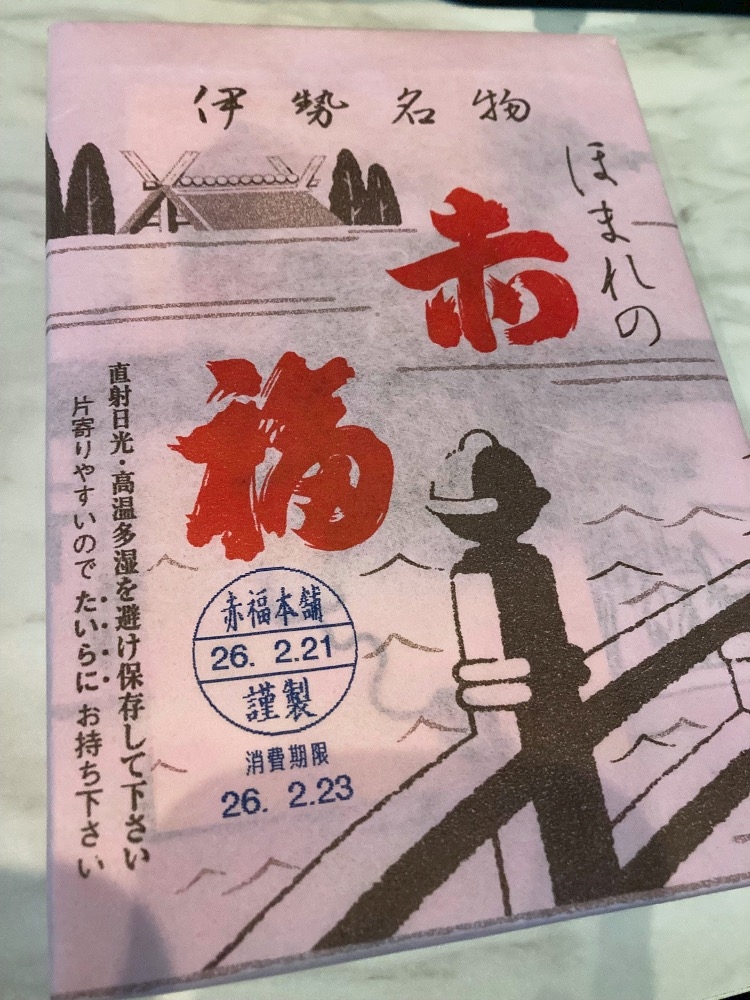 伊勢名物
ほまれの
赤
福
直射日光・高温多湿を避け保存して下さい
片寄りやすいので たいらに お持ち下さい
赤福本舗
26. 2.21
謹製
消費期限
26. 2.23